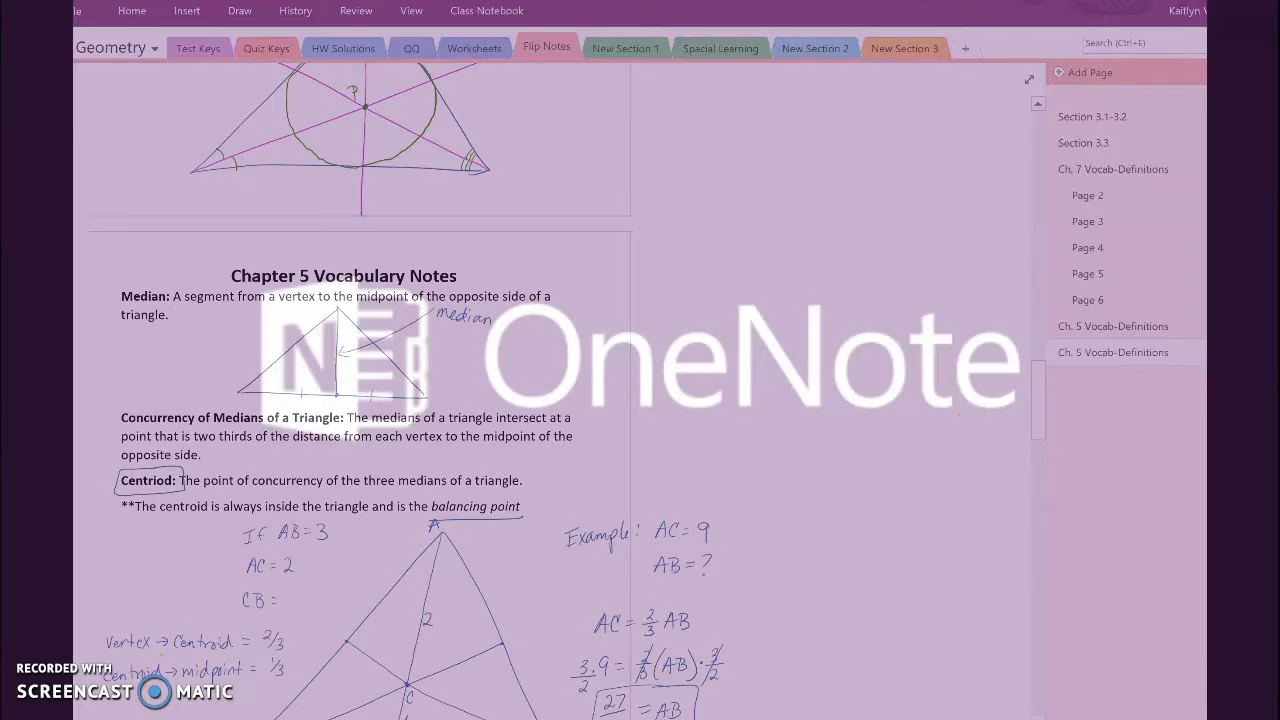 le Home Insert Draw History Review View Class Notebook Kaitlyn V
Geometry Test Keys Quiz Keys HW Solutions QQ Worksheets Flip Notes New Section 1 Spacial Learning New Section 2 New Section 3 + Search (Ctrl+E)
Add Page
Section 3.1-3.2
Section 3.3
Ch. 7 Vocab-Definitions
Page 2
Page 3
Page 4
Page 5
Page 6
Ch. 5 Vocab-Definitions
Ch. 5 Vocab-Definitions
P
Chapter 5 Vocabulary Notes
Median: A segment from a vertex to the midpoint of the opposite side of a
triangle.
median
N OneNote
Concurrency of Medians of a Triangle: The medians of a triangle intersect at a
point that is two thirds of the distance from each vertex to the midpoint of the
opposite side.
Centriod: The point of concurrency of the three medians of a triangle.
**The centroid is always inside the triangle and is the balancing point
If AB = 3
AC = 2
CB =
Vertex → Centroid = 2/3
Centroid → midpoint = 1/3
A
2
C
Example: AC = 9
AB = ?
AC = 2/3 AB
3/2 · 9 = 2/3 (AB) · 3/2
27 = AB
RECORDED WITH
SCREENCAST MATIC